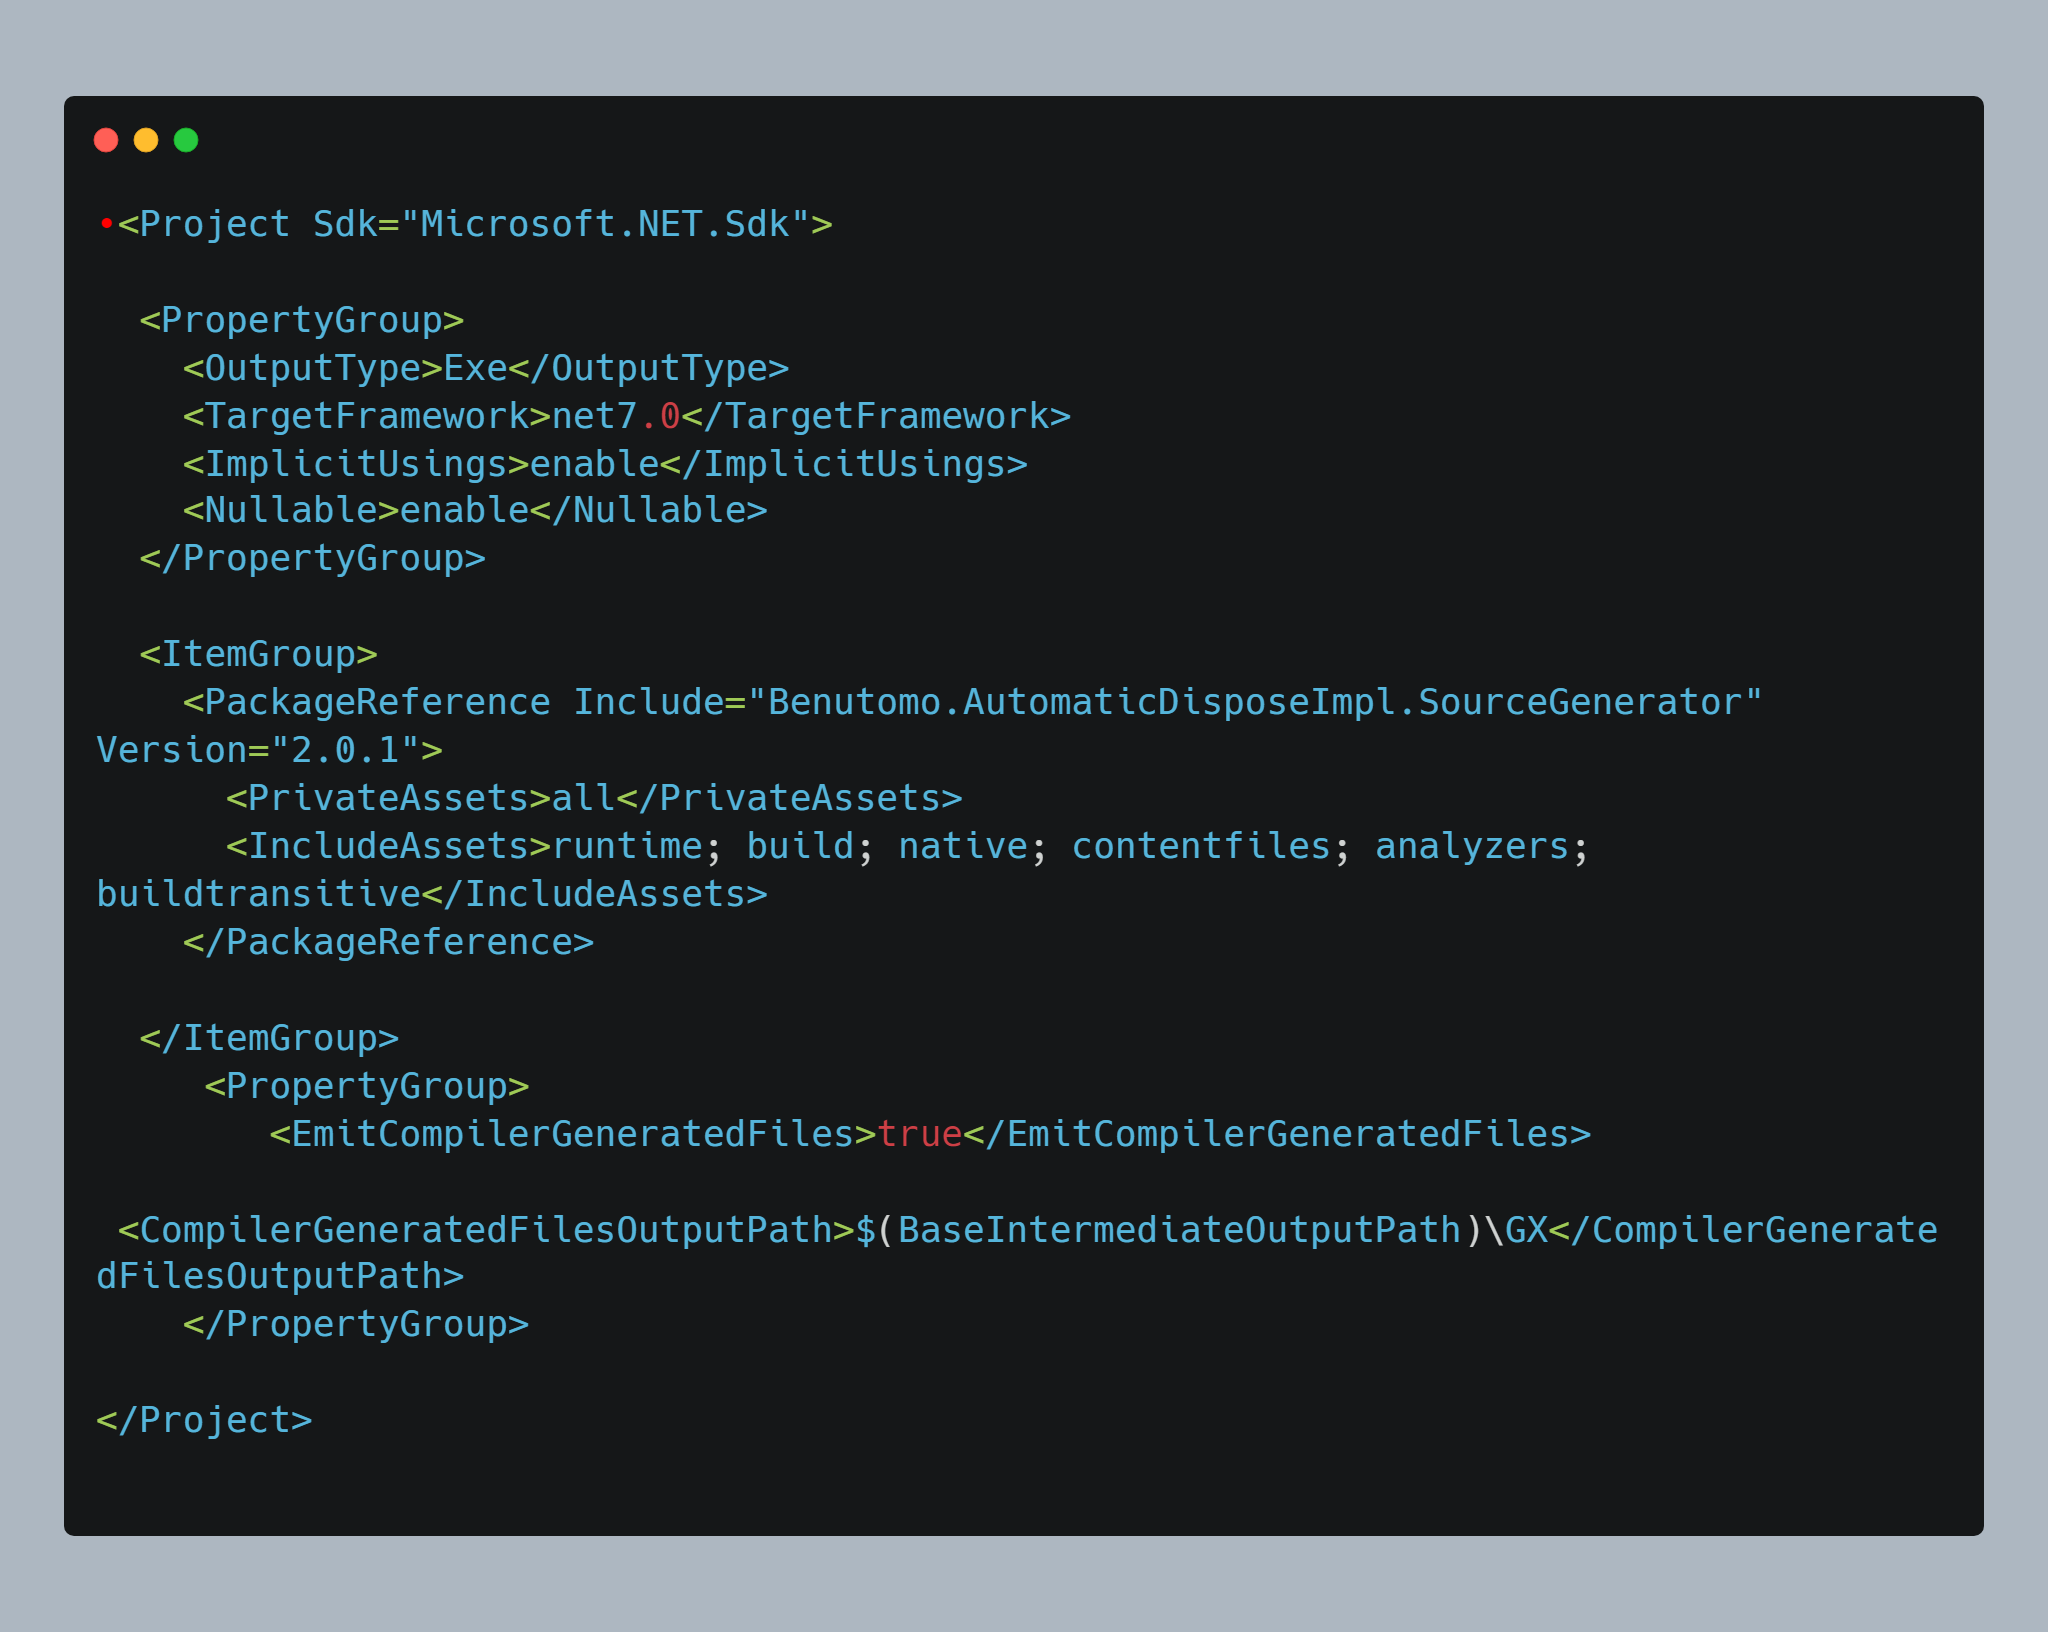 •<Project Sdk="Microsoft.NET.Sdk">
<PropertyGroup>
<OutputType>Exe</OutputType>
<TargetFramework>net7.0</TargetFramework>
<ImplicitUsings>enable</ImplicitUsings>
<Nullable>enable</Nullable>
</PropertyGroup>
<ItemGroup>
<PackageReference Include="Benutomo.AutomaticDisposeImpl.SourceGenerator"
Version="2.0.1">
<PrivateAssets>all</PrivateAssets>
<IncludeAssets>runtime; build; native; contentfiles; analyzers;
buildtransitive</IncludeAssets>
</PackageReference>
</ItemGroup>
<PropertyGroup>
<EmitCompilerGeneratedFiles>true</EmitCompilerGeneratedFiles>
<CompilerGeneratedFilesOutputPath>$(BaseIntermediateOutputPath)\GX</CompilerGenerate
dFilesOutputPath>
</PropertyGroup>
</Project>